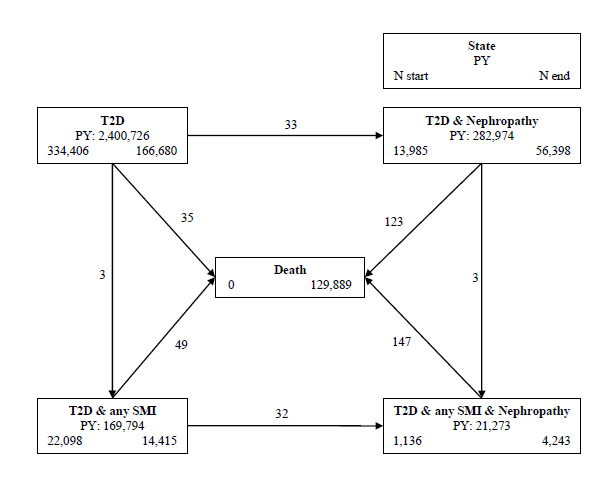 State
PY
N start N end
T2D
PY: 2,400,726
334,406 166,680
33
T2D & Nephropathy
PY: 282,974
13,985 56,398
35
123
3
Death
0 129,889
3
49
147
T2D & any SMI
PY: 169,794
22,098 14,415
32
T2D & any SMI & Nephropathy
PY: 21,273
1,136 4,243